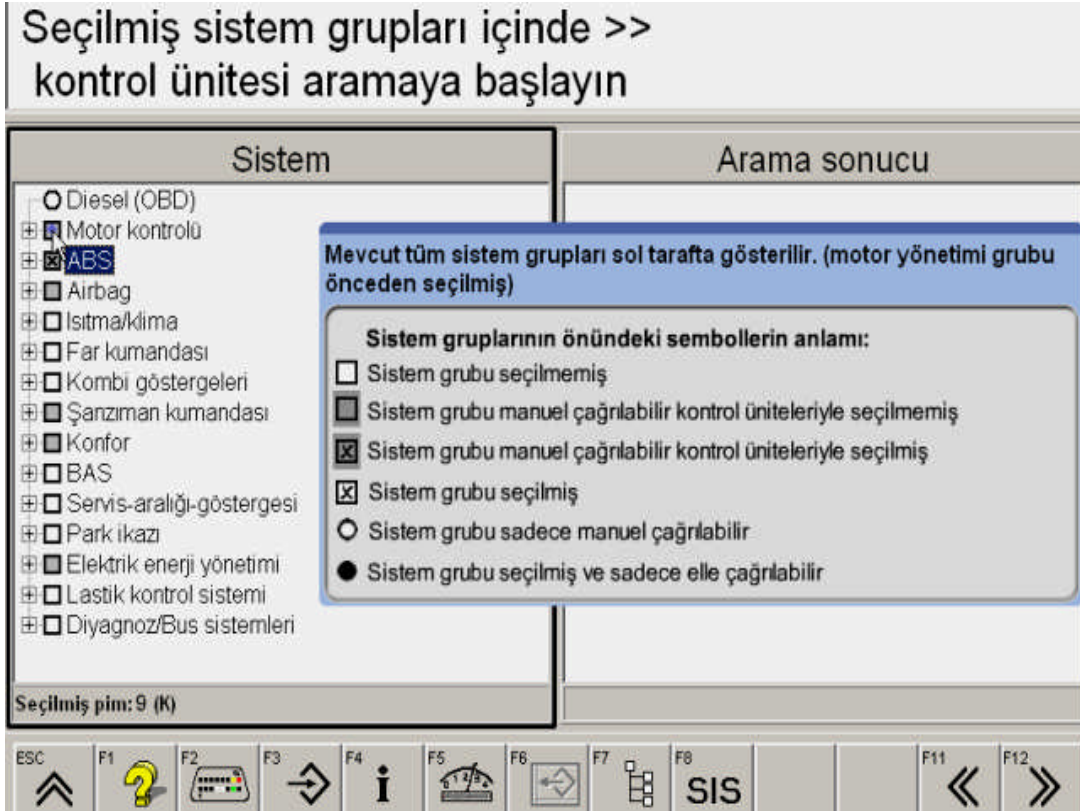 Seçilmiş sistem grupları içinde >>
kontrol ünitesi aramaya başlayın
Sistem
Arama sonucu
Diesel (OBD)
Motor kontrolü
ABS
Airbag
Isıtma/klima
Far kumandası
Kombi göstergeleri
Şanzıman kumandası
Konfor
BAS
Servis-aralığı-göstergesi
Park ikazı
Elektrik enerji yönetimi
Lastik kontrol sistemi
Diyagnoz/Bus sistemleri
Mevcut tüm sistem grupları sol tarafta gösterilir. (motor yönetimi grubu
önceden seçilmiş)
Sistem gruplarının önündeki sembollerin anlamı:
Sistem grubu seçilmemiş
Sistem grubu manuel çağrılabilir kontrol üniteleriyle seçilmemiş
Sistem grubu manuel çağrılabilir kontrol üniteleriyle seçilmiş
Sistem grubu seçilmiş
Sistem grubu sadece manuel çağrılabilir
Sistem grubu seçilmiş ve sadece elle çağrılabilir
Seçilmiş pim: 9 (K)
ESC F1 F2 F3 F4 F5 F6 F7 F8 F11 F12
SIS